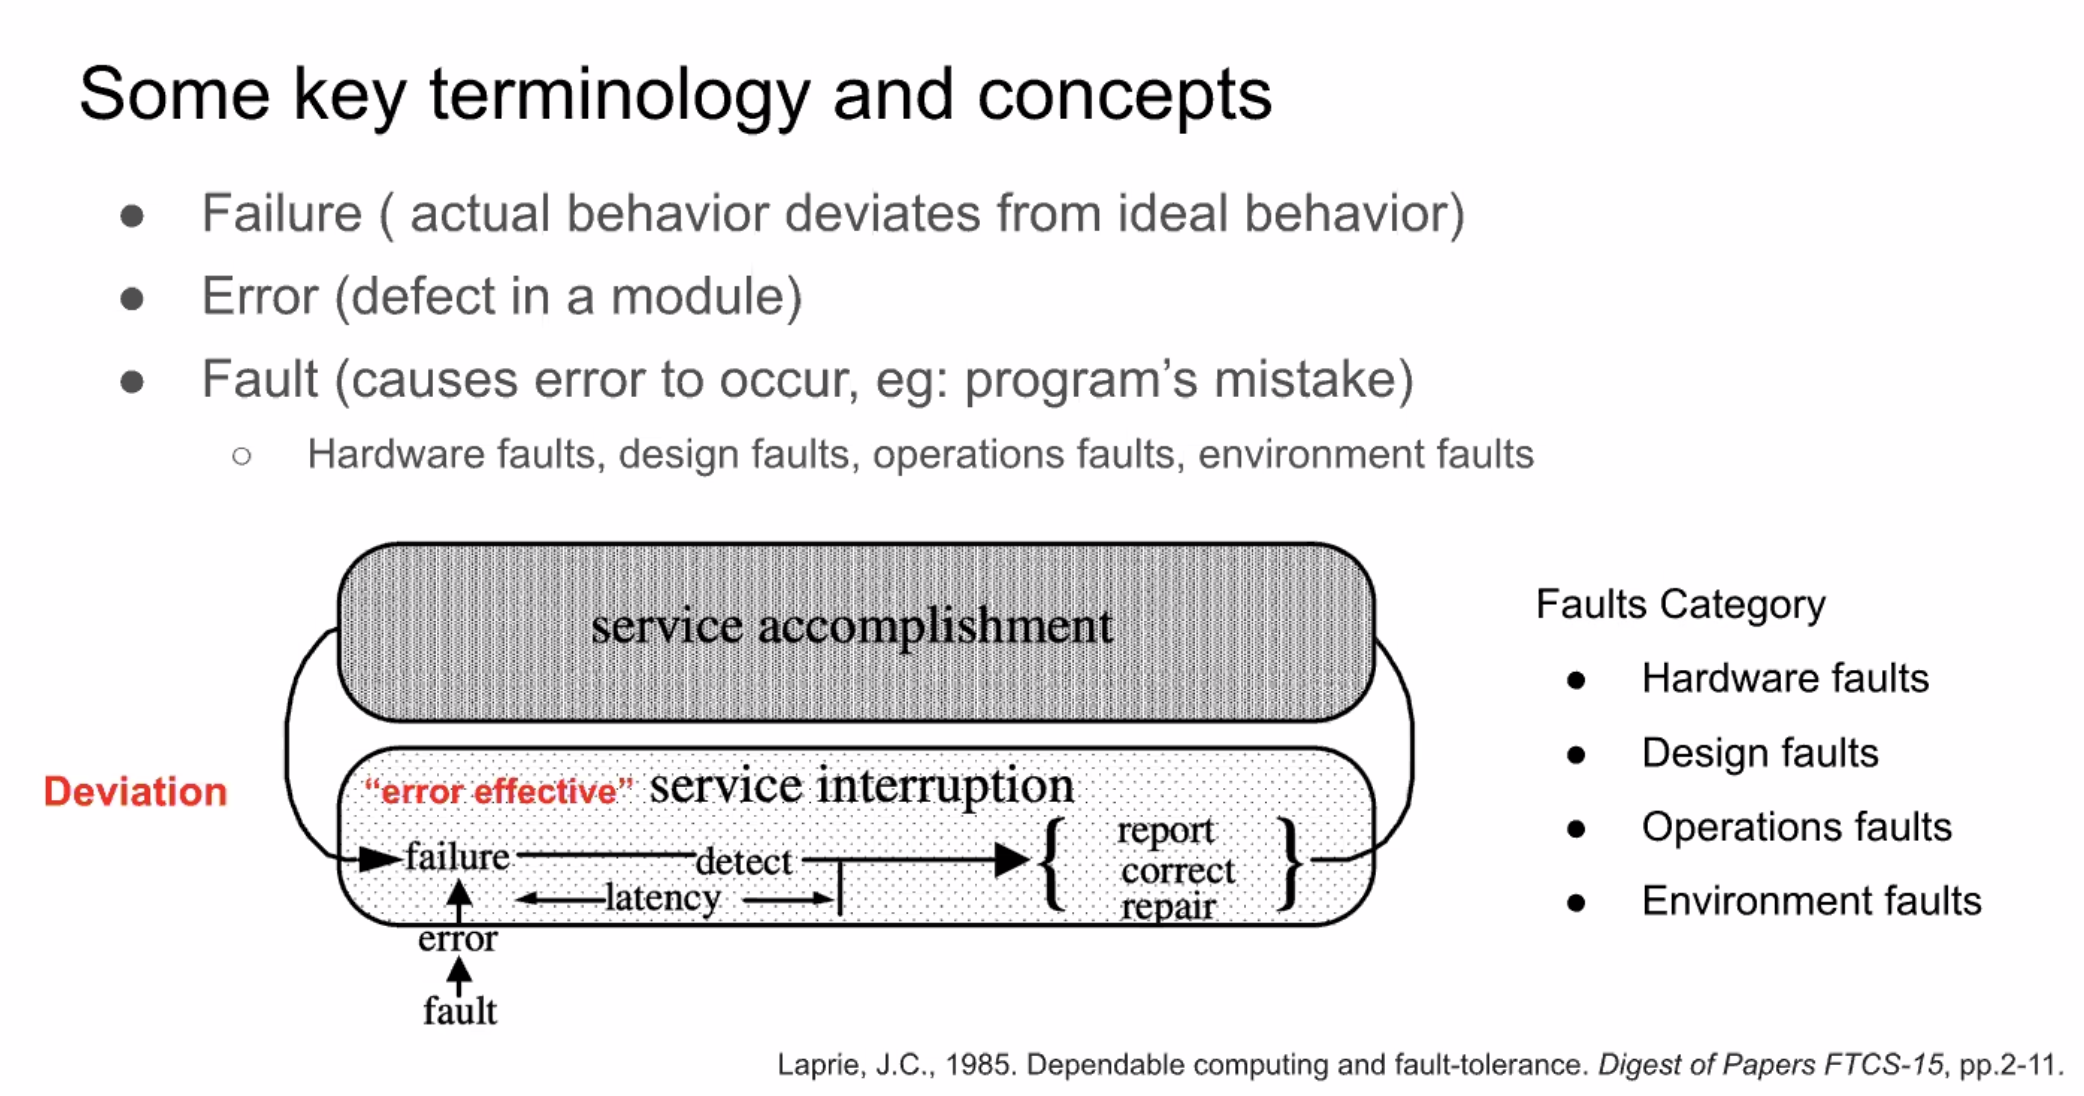 Some key terminology and concepts
● Failure ( actual behavior deviates from ideal behavior)
● Error (defect in a module)
● Fault (causes error to occur, eg: program’s mistake)
○ Hardware faults, design faults, operations faults, environment faults
service accomplishment
Deviation
“error effective” service interruption
failure
detect
latency
report
correct
repair
error
fault
Faults Category
● Hardware faults
● Design faults
● Operations faults
● Environment faults
Laprie, J.C., 1985. Dependable computing and fault-tolerance. Digest of Papers FTCS-15, pp.2-11.